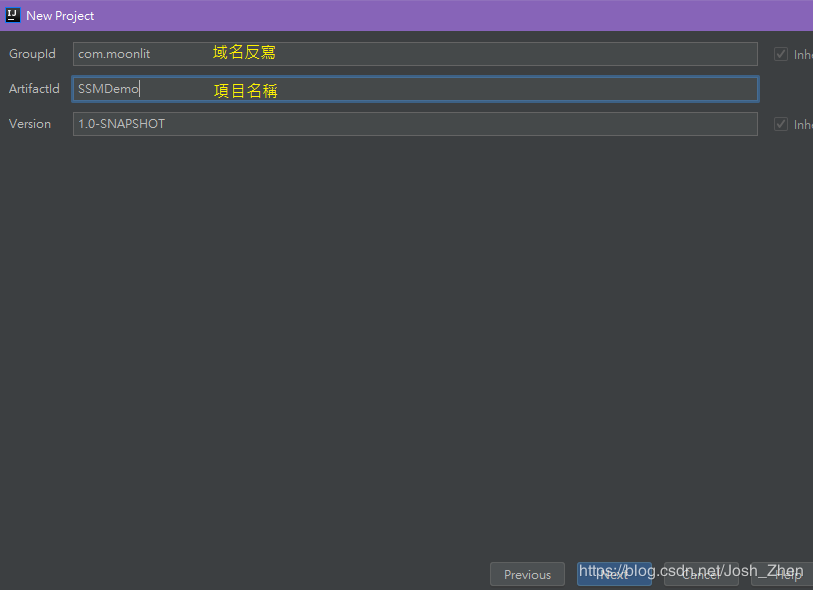 New Project
GroupId com.moonlit 域名反寫 Inhe
ArtifactId SSMDemo 項目名稱
Version 1.0-SNAPSHOT Inhe
Previous Next Cancel Help
https://blog.csdn.net/Josh_Zhen